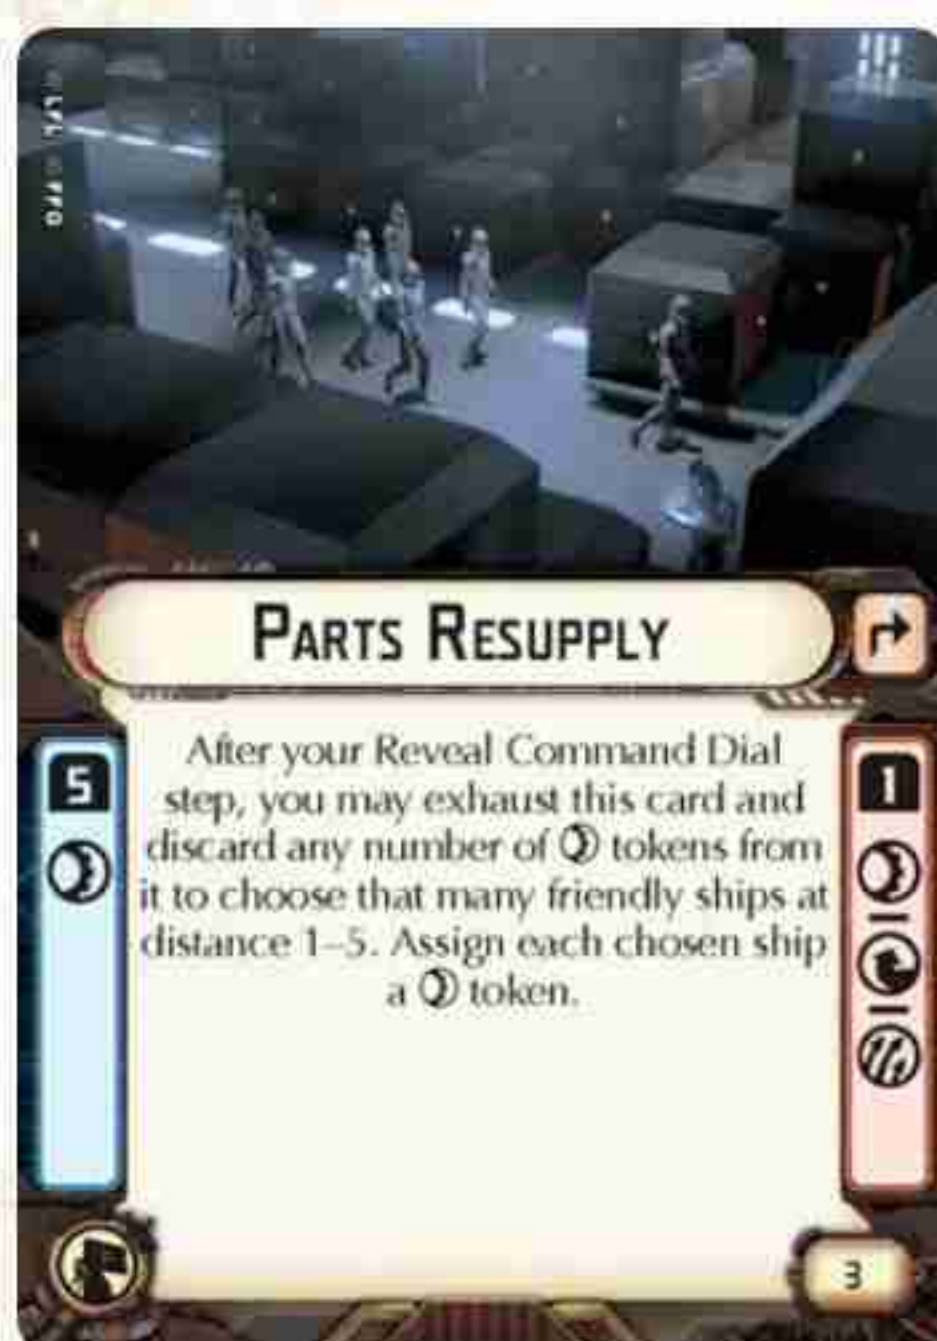 PARTS RESUPPLY
5
1
After your Reveal Command Dial
step, you may exhaust this card and
discard any number of tokens from
it to choose that many friendly ships at
distance 1–5. Assign each chosen ship
a token.
3